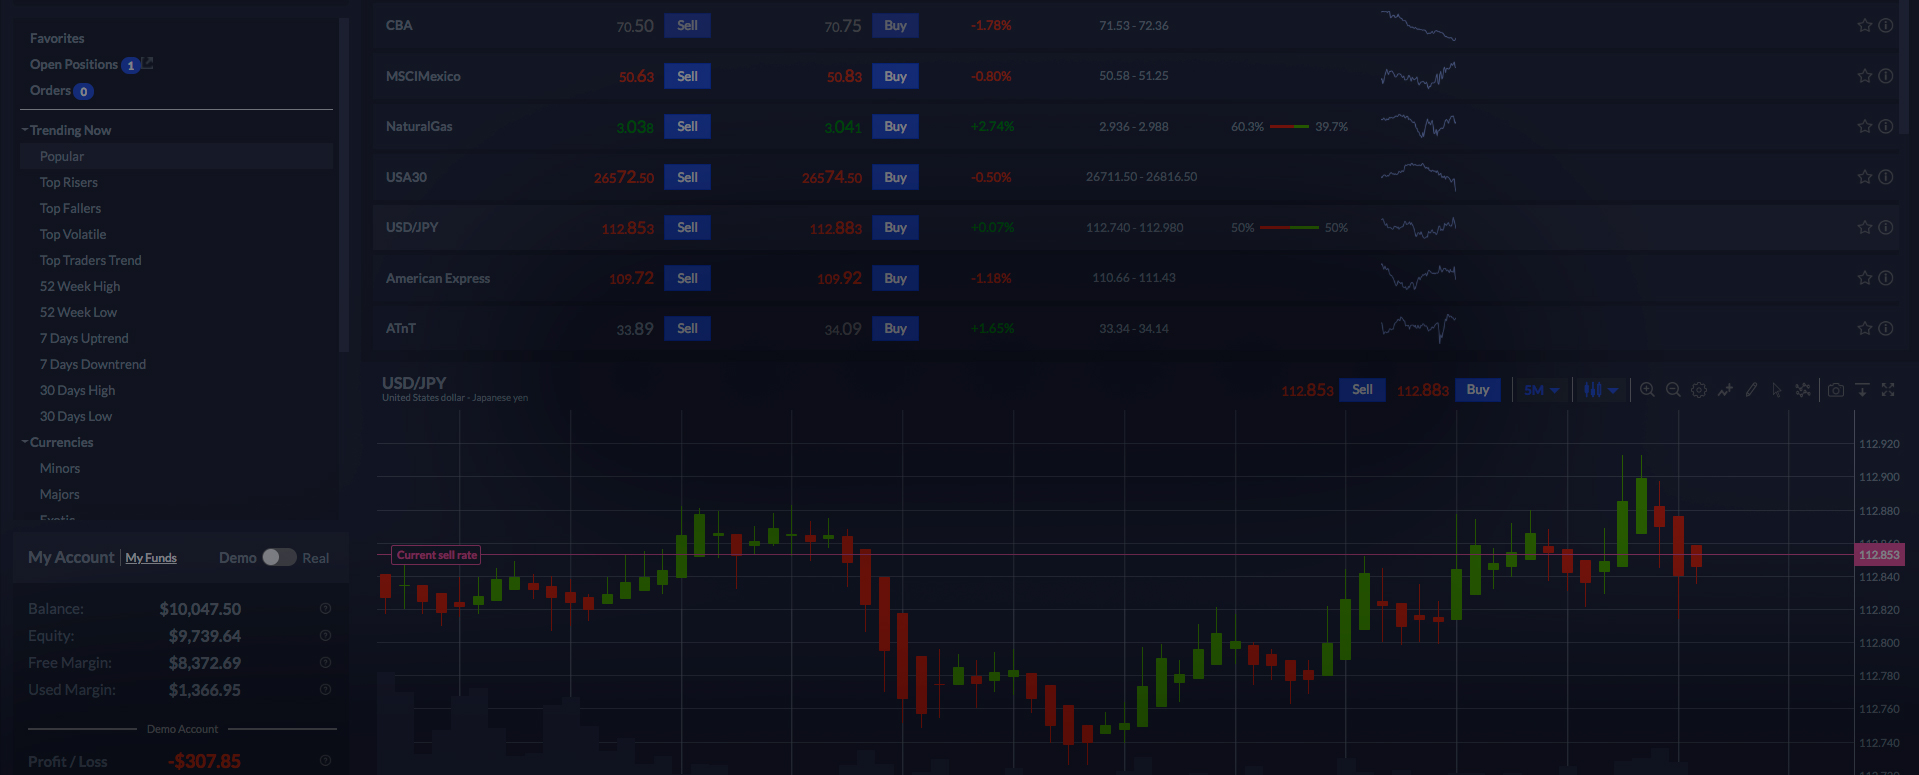 Favorites
Open Positions 1
Orders 0
Trending Now
Popular
Top Risers
Top Fallers
Top Volatile
Top Traders Trend
52 Week High
52 Week Low
7 Days Uptrend
7 Days Downtrend
30 Days High
30 Days Low
Currencies
Minors
Majors
My Account My Funds Demo Real
Balance: $10,047.50
Equity: $9,739.64
Free Margin: $8,372.69
Used Margin: $1,366.95
Demo Account
Profit / Loss -$307.85
CBA 70.50 Sell 70.75 Buy -1.78% 71.53 - 72.36
MSCIMexico 50.63 Sell 50.83 Buy -0.80% 50.58 - 51.25
NaturalGas 3.038 Sell 3.041 Buy +2.74% 2.936 - 2.988 60.3% 39.7%
USA30 26572.50 Sell 26574.50 Buy -0.50% 26711.50 - 26816.50
USD/JPY 112.853 Sell 112.883 Buy +0.07% 112.740 - 112.980 50% 50%
American Express 109.72 Sell 109.92 Buy -1.18% 110.66 - 111.43
ATnT 33.89 Sell 34.09 Buy +1.65% 33.34 - 34.14
USD/JPY 112.853 Sell 112.883 Buy 5M
United States dollar - Japanese yen
112.920
112.900
112.880
Current sell rate 112.853
112.840
112.820
112.800
112.780
112.760
112.740